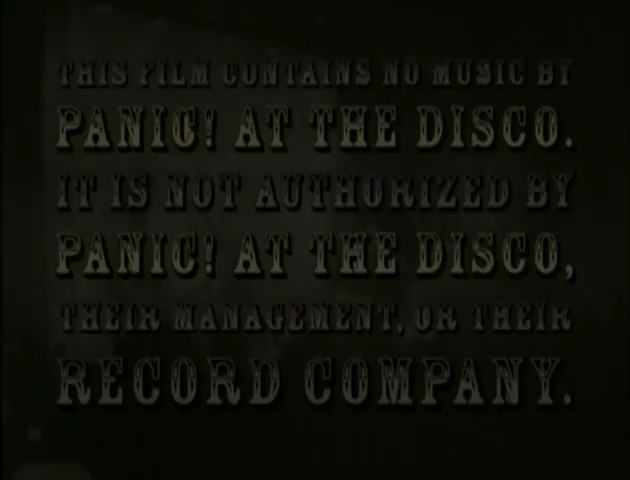 THIS FILM CONTAINS NO MUSIC BY
PANIC! AT THE DISCO.
IT IS NOT AUTHORIZED BY
PANIC! AT THE DISCO,
THEIR MANAGEMENT, OR THEIR
RECORD COMPANY.